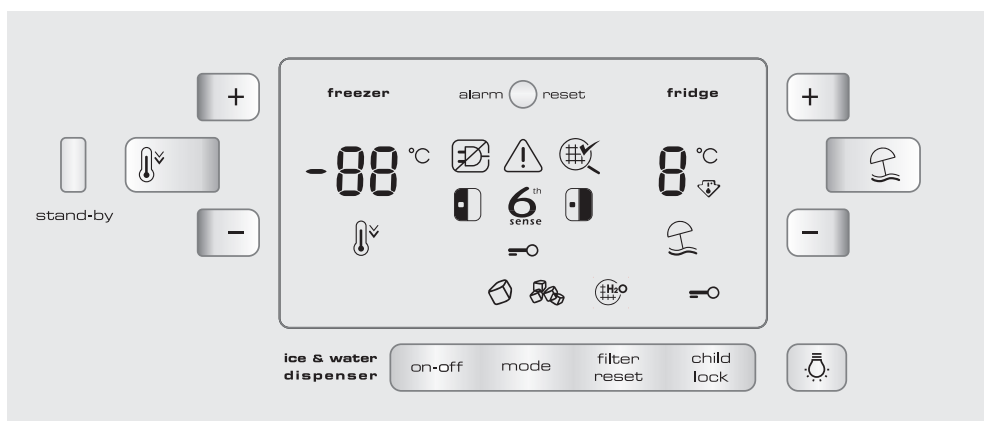 freezer
alarm reset
fridge
+
+
-88 °C
8 °C
6th
sense
stand-by
-
-
H2O
ice & water
dispenser
on-off
mode
filter
reset
child
lock